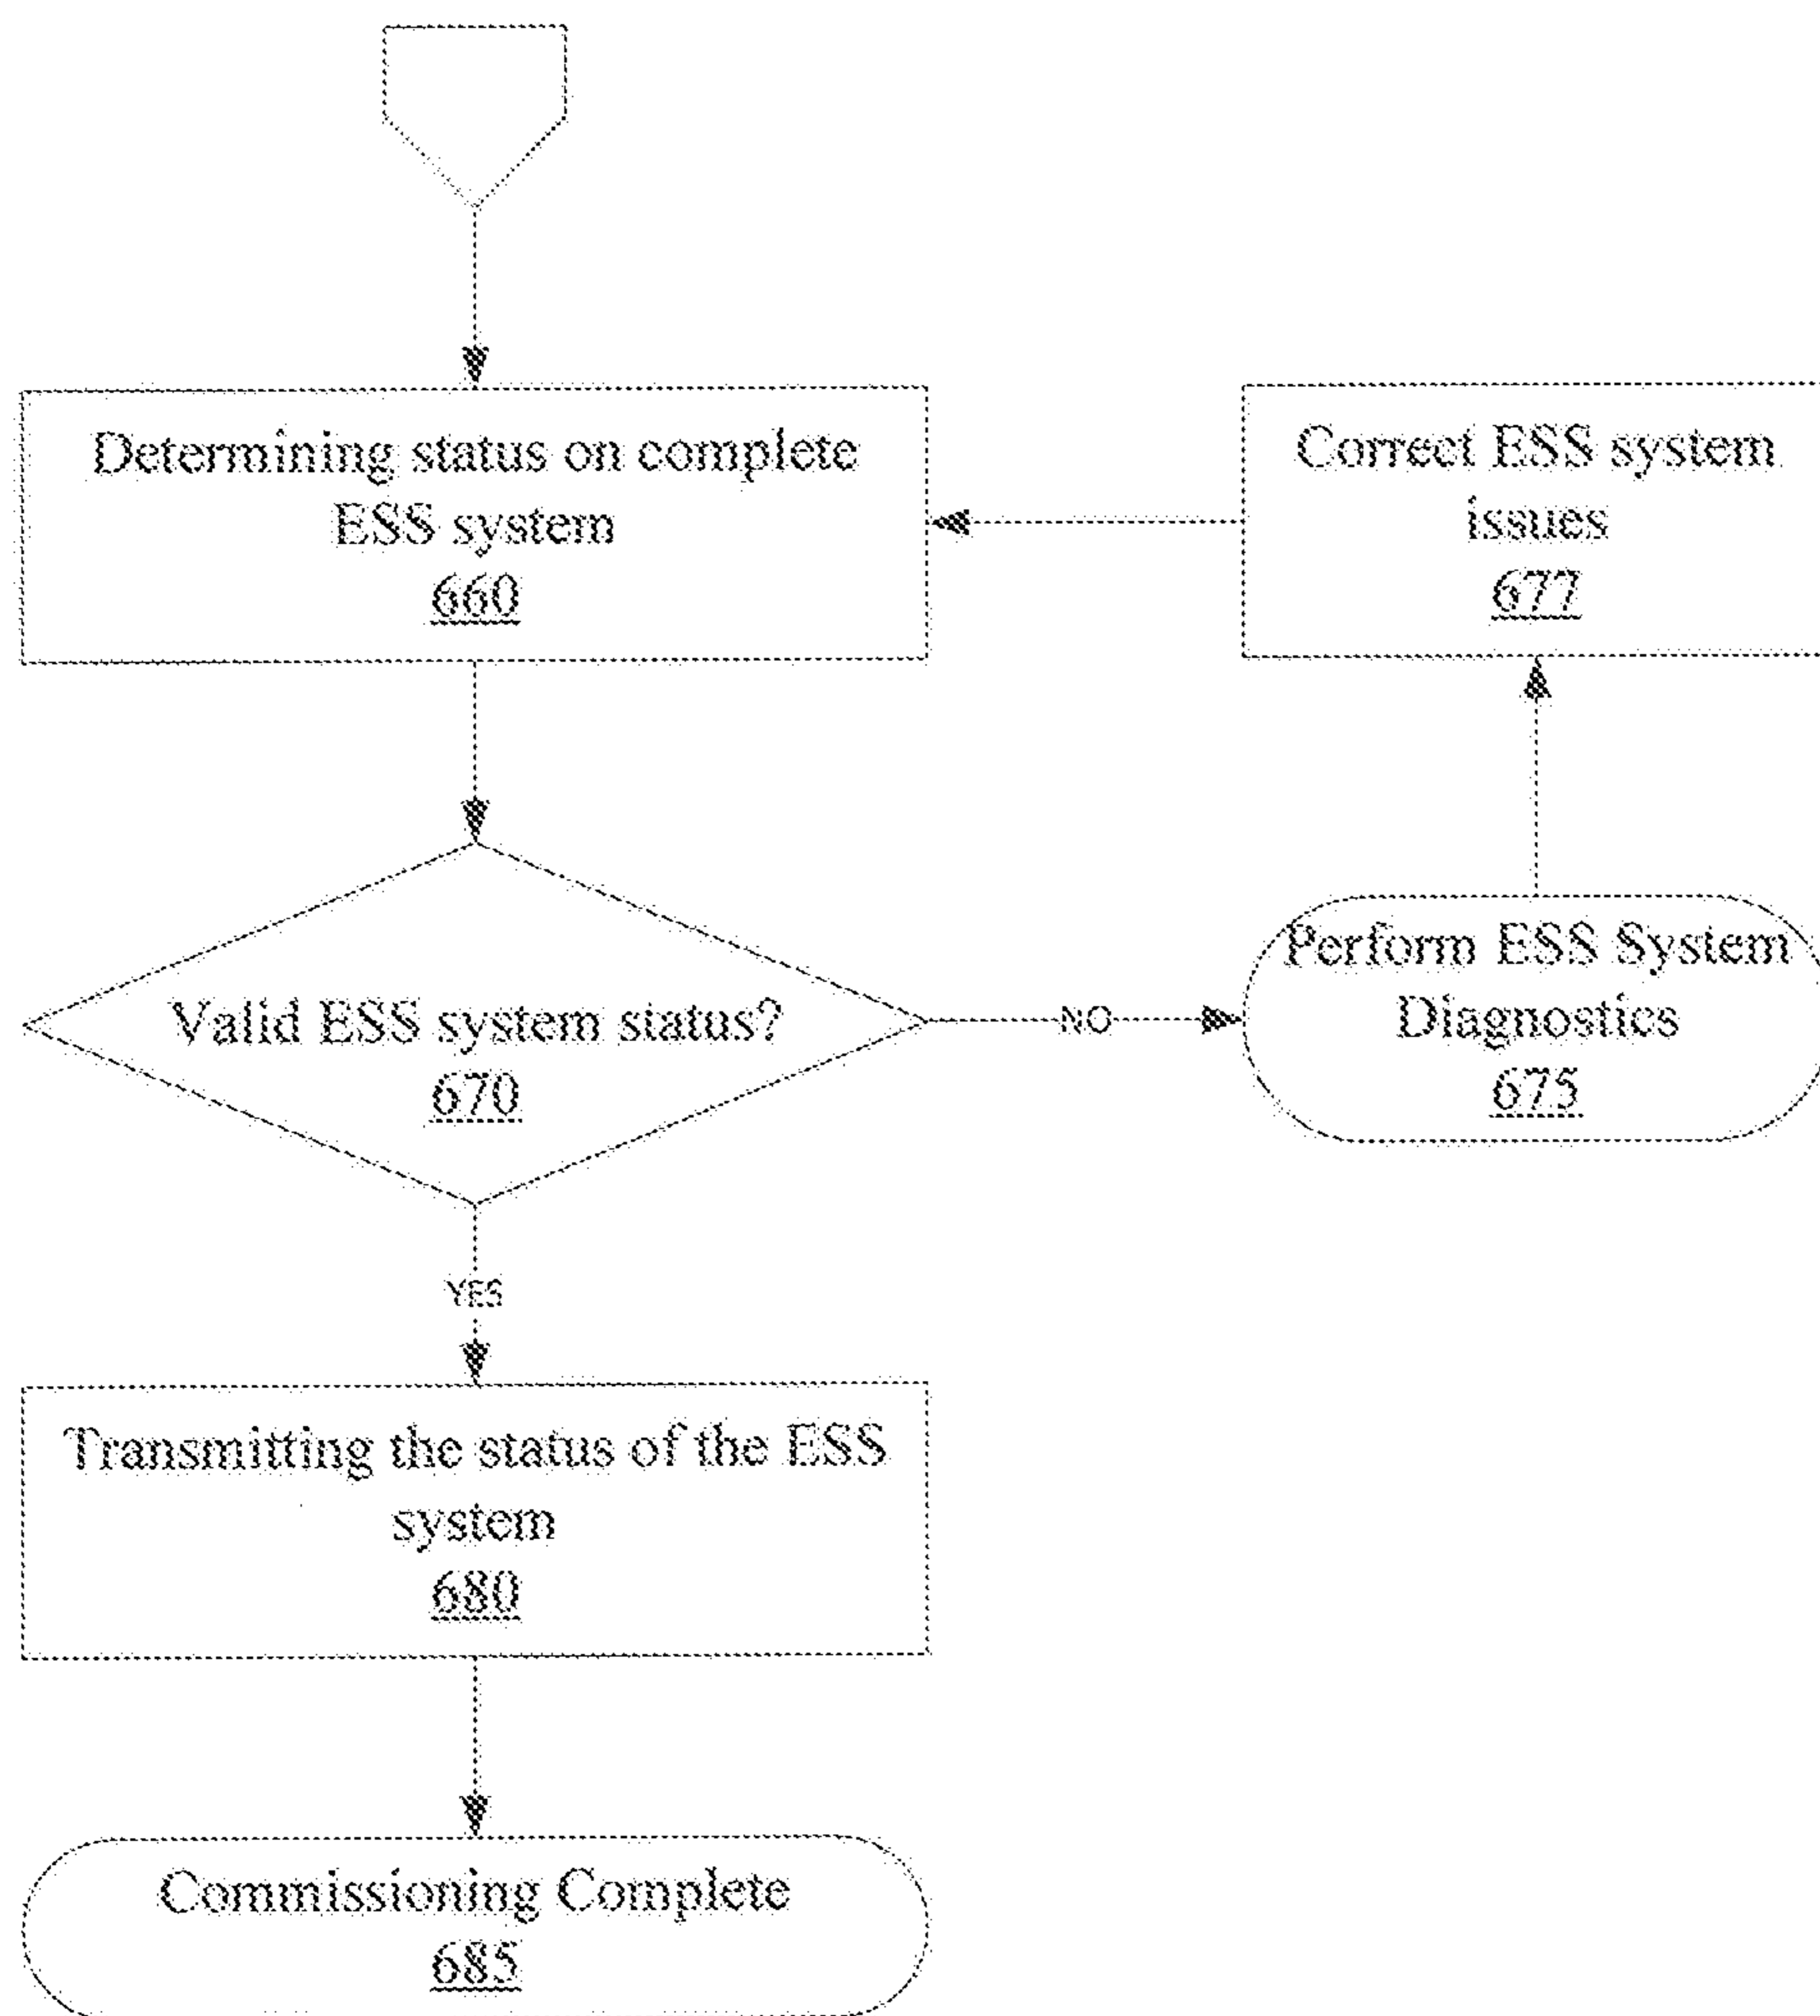 Determining status on complete
ESS system
660
Correct ESS system
issues
677
Valid ESS system status?
670
NO
Perform ESS System
Diagnostics
675
YES
Transmitting the status of the ESS
system
680
Commissioning Complete
685